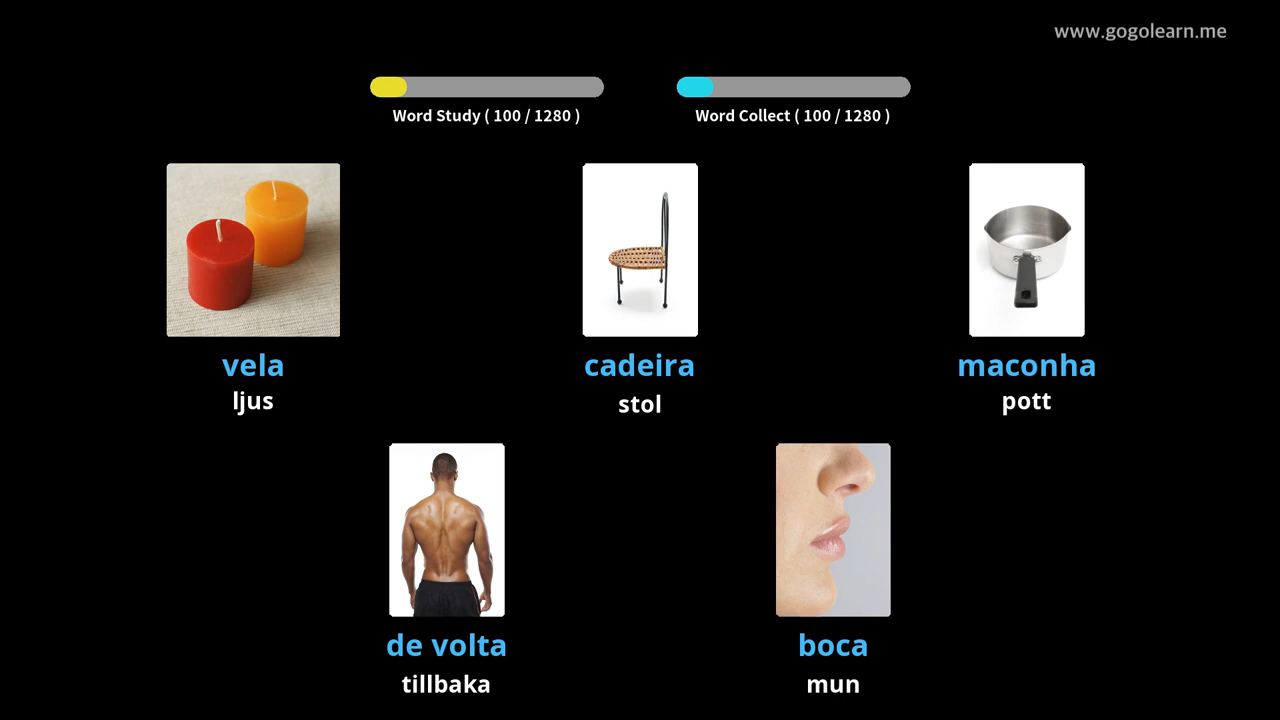 www.gogolearn.me
Word Study ( 100 / 1280 )
Word Collect ( 100 / 1280 )
vela
ljus
cadeira
stol
maconha
pott
de volta
tillbaka
boca
mun